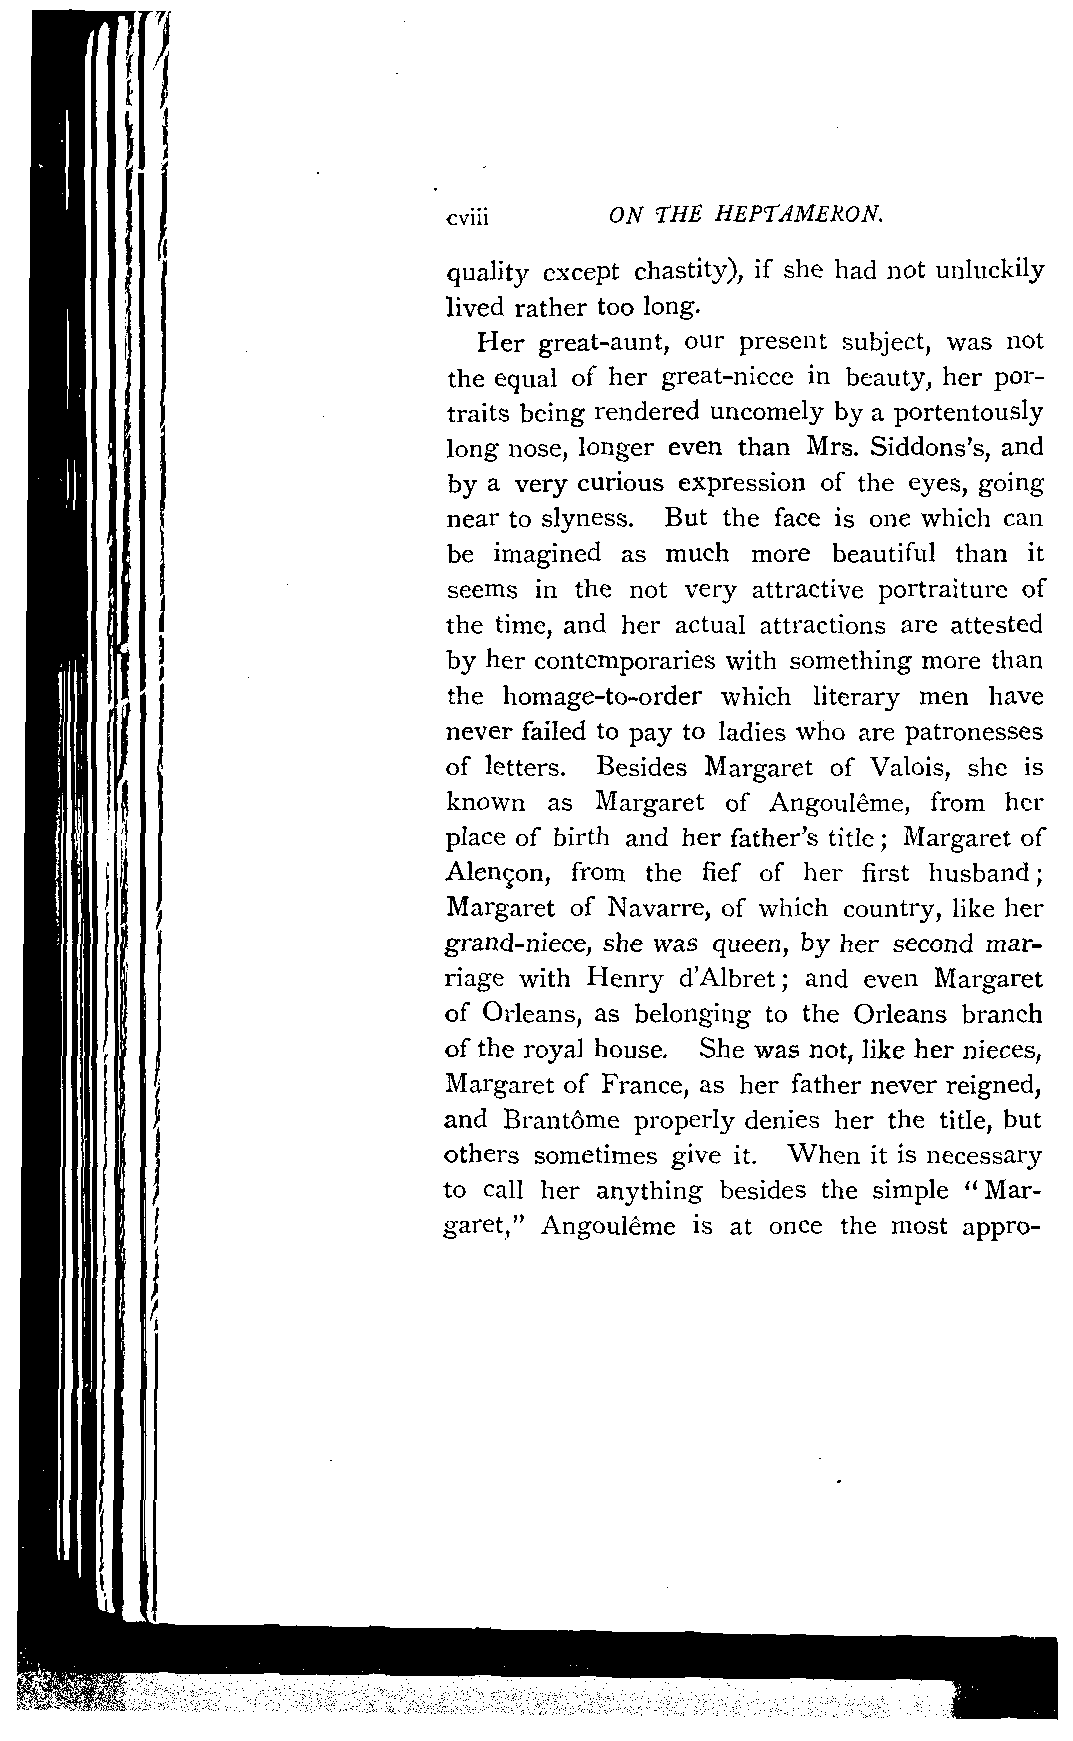 cviii ON THE HEPTAMERON.
quality except chastity), if she had not unluckily
lived rather too long.
Her great-aunt, our present subject, was not
the equal of her great-niece in beauty, her por-
traits being rendered uncomely by a portentously
long nose, longer even than Mrs. Siddons's, and
by a very curious expression of the eyes, going
near to slyness. But the face is one which can
be imagined as much more beautiful than it
seems in the not very attractive portraiture of
the time, and her actual attractions are attested
by her contemporaries with something more than
the homage-to-order which literary men have
never failed to pay to ladies who are patronesses
of letters. Besides Margaret of Valois, she is
known as Margaret of Angoulême, from her
place of birth and her father's title; Margaret of
Alençon, from the fief of her first husband;
Margaret of Navarre, of which country, like her
grand-niece, she was queen, by her second mar-
riage with Henry d'Albret; and even Margaret
of Orleans, as belonging to the Orleans branch
of the royal house. She was not, like her nieces,
Margaret of France, as her father never reigned,
and Brantôme properly denies her the title, but
others sometimes give it. When it is necessary
to call her anything besides the simple "Mar-
garet," Angoulême is at once the most appro-